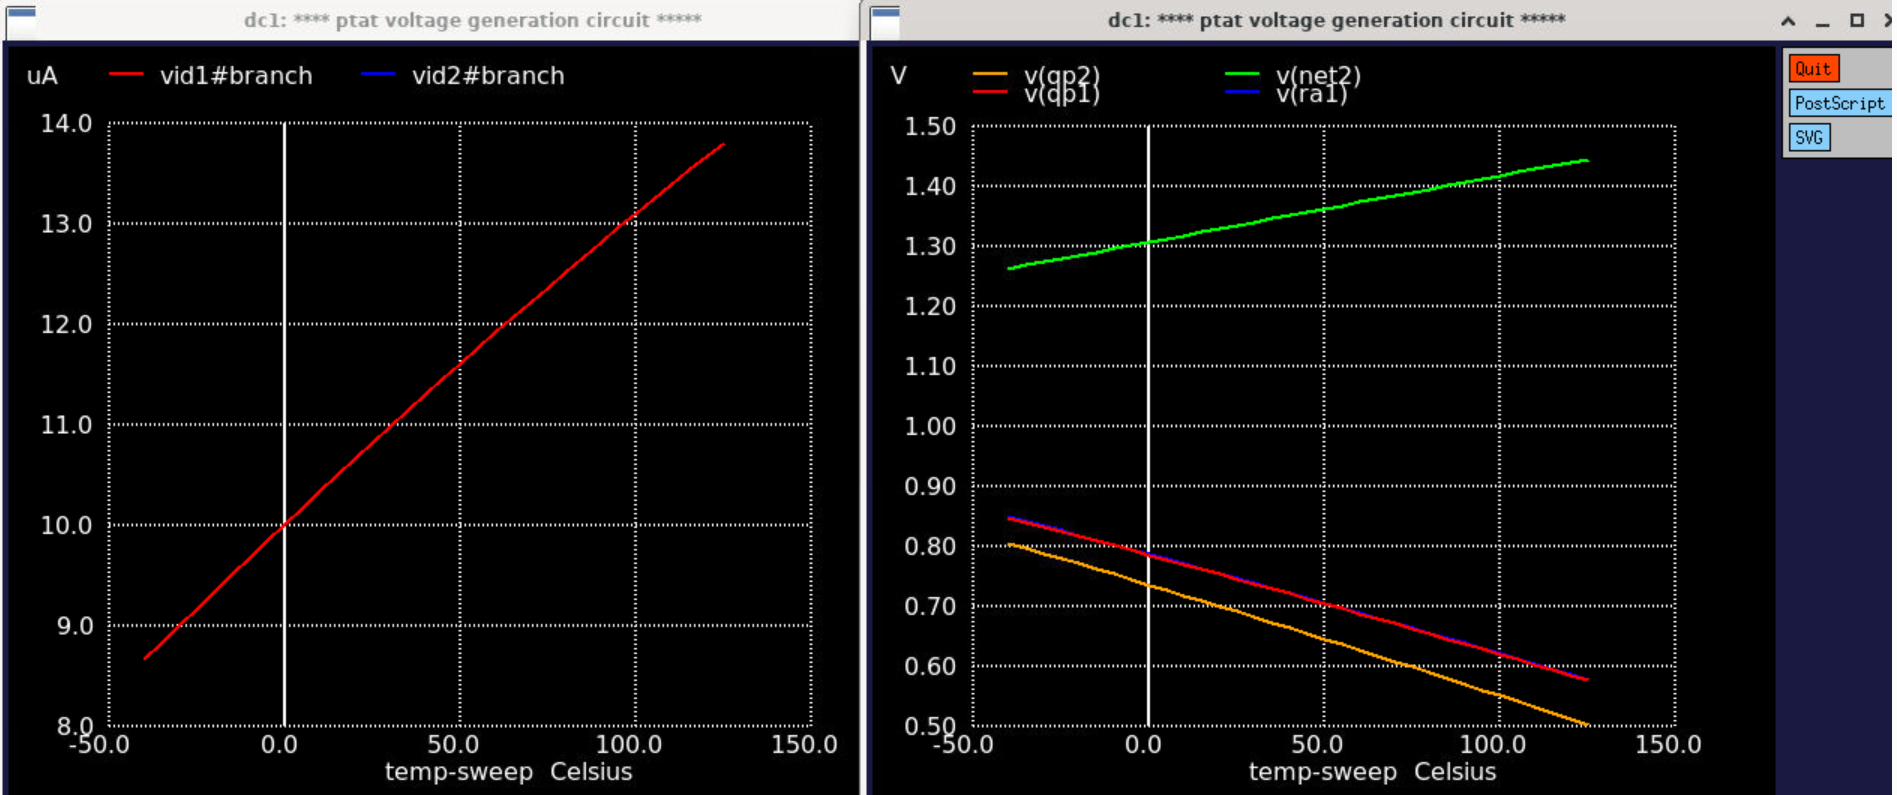 dc1: **** ptat voltage generation circuit *****
uA vid1#branch vid2#branch
14.0
13.0
12.0
11.0
10.0
9.0
8.0
-50.0 0.0 50.0 100.0 150.0
temp-sweep Celsius
dc1: **** ptat voltage generation circuit *****
V v(qp2) v(net2)
v(qp1) v(ra1)
1.50
1.40
1.30
1.20
1.10
1.00
0.90
0.80
0.70
0.60
0.50
-50.0 0.0 50.0 100.0 150.0
temp-sweep Celsius
Quit
PostScript
SVG